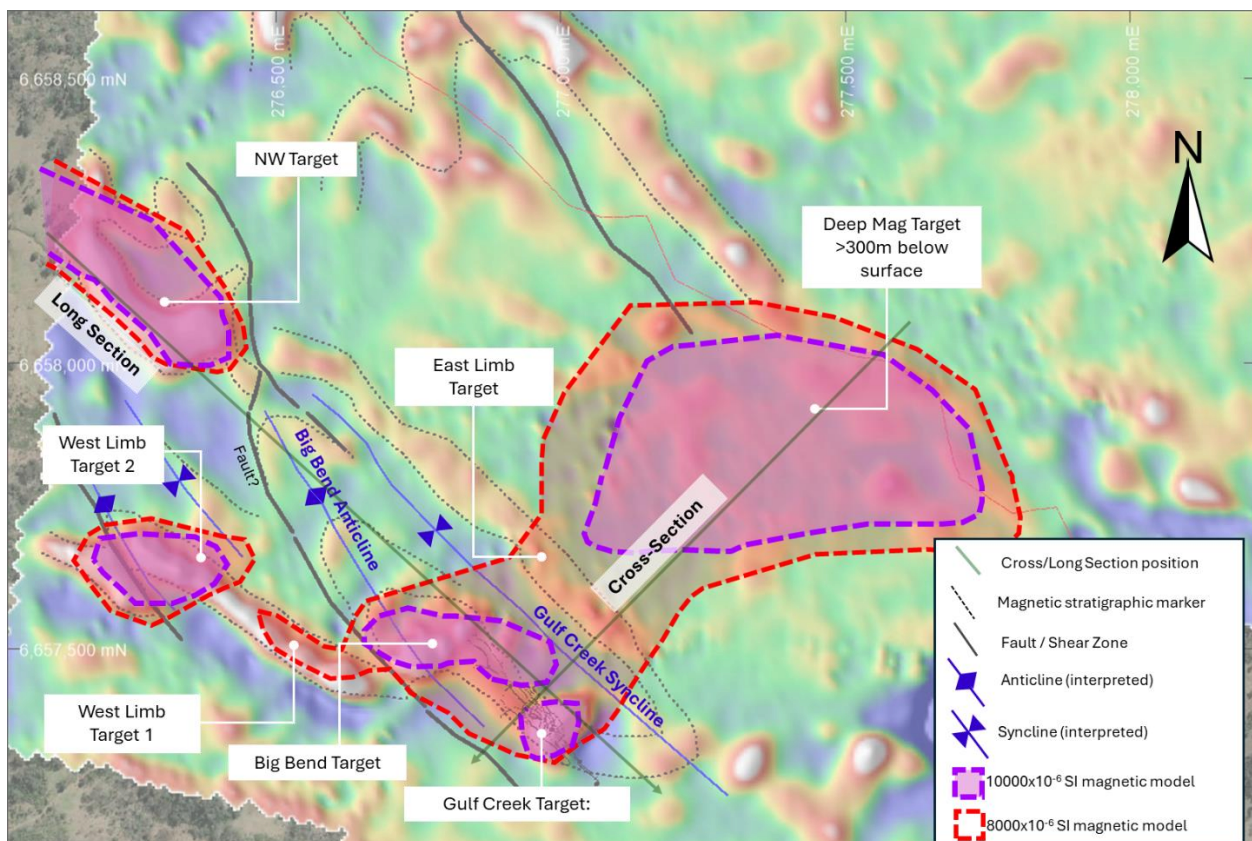 276,500 mE
277,000 mE
277,500 mE
278,000 mE
6,658,500 mN
N
NW Target
Deep Mag Target
>300m below
surface
Long Section
6,658,000 mN
East Limb
Target
West Limb
Target 2
Fault?
Big Bend Anticline
Cross-Section
Gulf Creek Syncline
6,657,500 mN
West Limb
Target 1
Big Bend Target
Gulf Creek Target:
Cross/Long Section position
Magnetic stratigraphic marker
Fault / Shear Zone
Anticline (interpreted)
Syncline (interpreted)
10000x10⁻⁶ SI magnetic model
8000x10⁻⁶ SI magnetic model